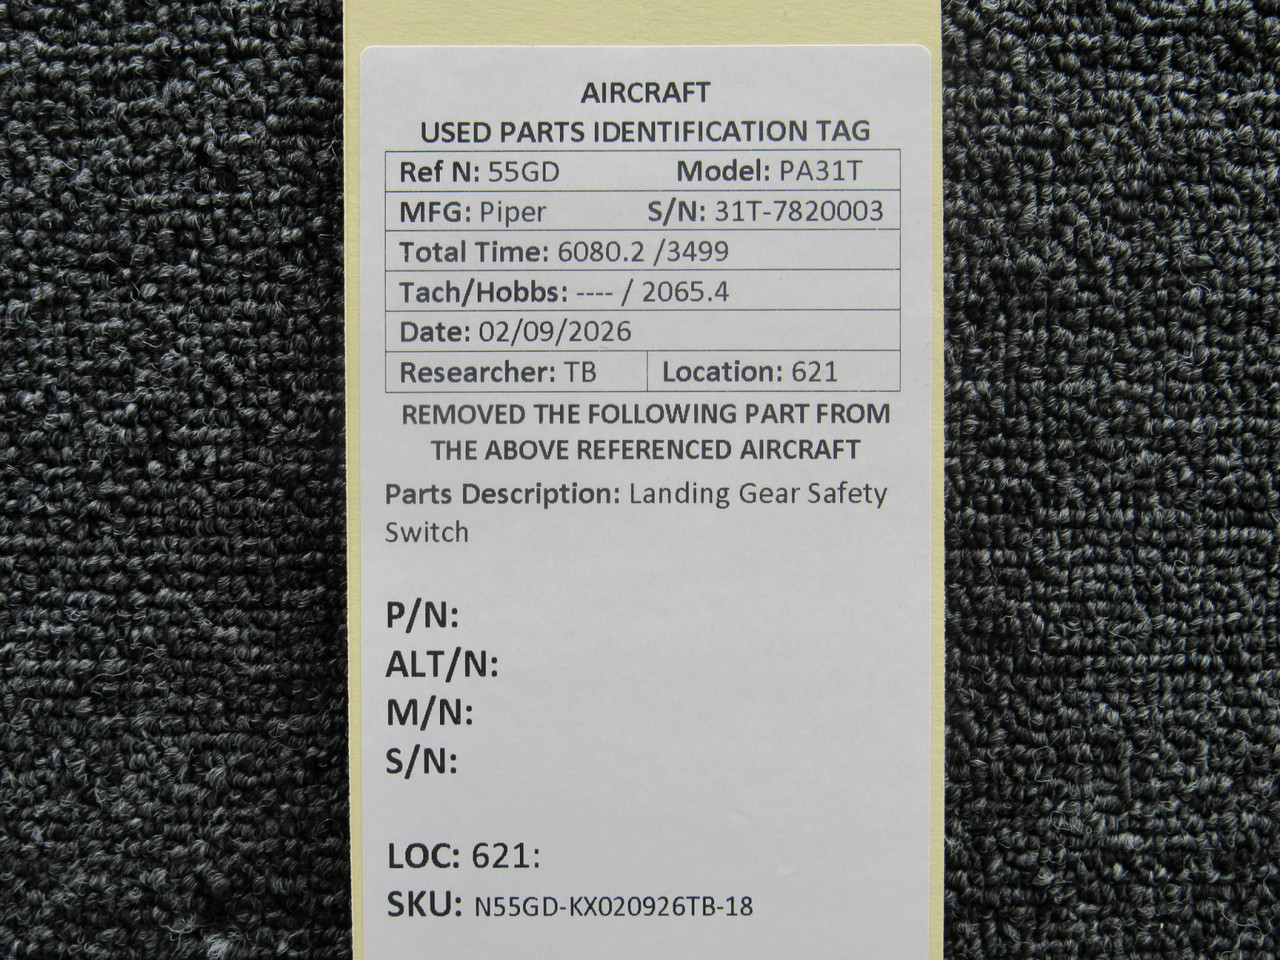 AIRCRAFT
USED PARTS IDENTIFICATION TAG
Ref N: 55GD Model: PA31T
MFG: Piper S/N: 31T-7820003
Total Time: 6080.2 /3499
Tach/Hobbs: ---- / 2065.4
Date: 02/09/2026
Researcher: TB Location: 621
REMOVED THE FOLLOWING PART FROM
THE ABOVE REFERENCED AIRCRAFT
Parts Description: Landing Gear Safety
Switch
P/N:
ALT/N:
M/N:
S/N:
LOC: 621:
SKU: N55GD-KX020926TB-18